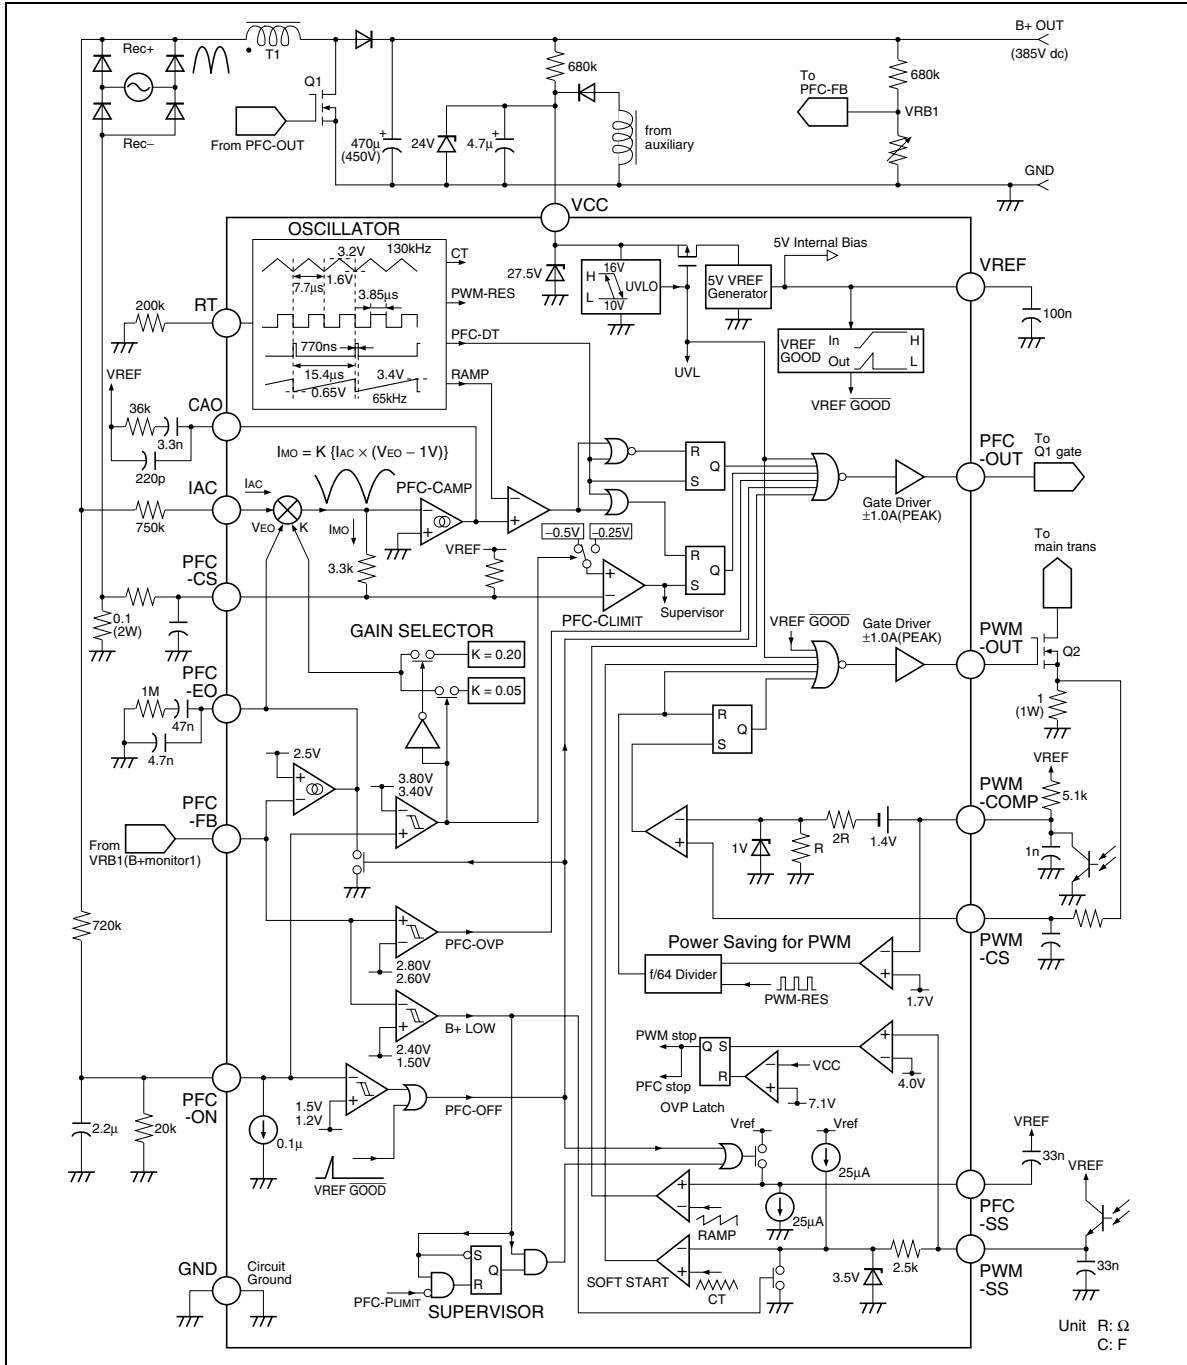 B+ OUT
(385V dc)
Rec+
T1
Q1
680k
To
PFC-FB
680k
VRB1
From PFC-OUT
Rec−
470µ
(450V)
24V
4.7µ
from
auxiliary
GND
VCC
OSCILLATOR
3.2V
130kHz
CT
1.6V
7.7µs
3.85µs
PWM-RES
770ns
PFC-DT
15.4µs
3.4V
RAMP
0.65V
65kHz
27.5V
H
L
16V
10V
UVLO
5V VREF
Generator
5V Internal Bias
VREF
100n
VREF
GOOD
In
Out
H
L
UVL
VREF GOOD
RT
200k
VREF
CAO
36k
3.3n
220p
IMO = K {IAC × (VEO − 1V)}
IAC
IAC
750k
VEO
K
IMO
PFC-CAMP
3.3k
VREF
−0.5V
−0.25V
R
Q
S
R
Q
S
PFC
-OUT
To
Q1 gate
Gate Driver
±1.0A(PEAK)
To
main trans
PFC
-CS
0.1
(2W)
PFC-CLIMIT
Supervisor
GAIN SELECTOR
K = 0.20
K = 0.05
VREF GOOD
Gate Driver
±1.0A(PEAK)
PWM
-OUT
Q2
1
(1W)
R
Q
S
PFC
-EO
1M
47n
4.7n
2.5V
3.80V
3.40V
VREF
PWM
-COMP
5.1k
PFC
-FB
From
VRB1(B+monitor1)
1V
R
2R
1.4V
1n
720k
PFC-OVP
2.80V
2.60V
Power Saving for PWM
f/64 Divider
PWM-RES
1.7V
PWM
-CS
B+ LOW
2.40V
1.50V
PWM stop
Q S
R
PFC stop
OVP Latch
VCC
7.1V
4.0V
PFC
-ON
1.5V
1.2V
PFC-OFF
2.2µ
20k
0.1µ
VREF GOOD
Vref
Vref
25µA
25µA
RAMP
VREF
33n
VREF
PFC
-SS
SOFT START
CT
3.5V
2.5k
PWM
-SS
33n
GND
Circuit
Ground
S
Q
R
PFC-PLIMIT
SUPERVISOR
Unit R: Ω
C: F